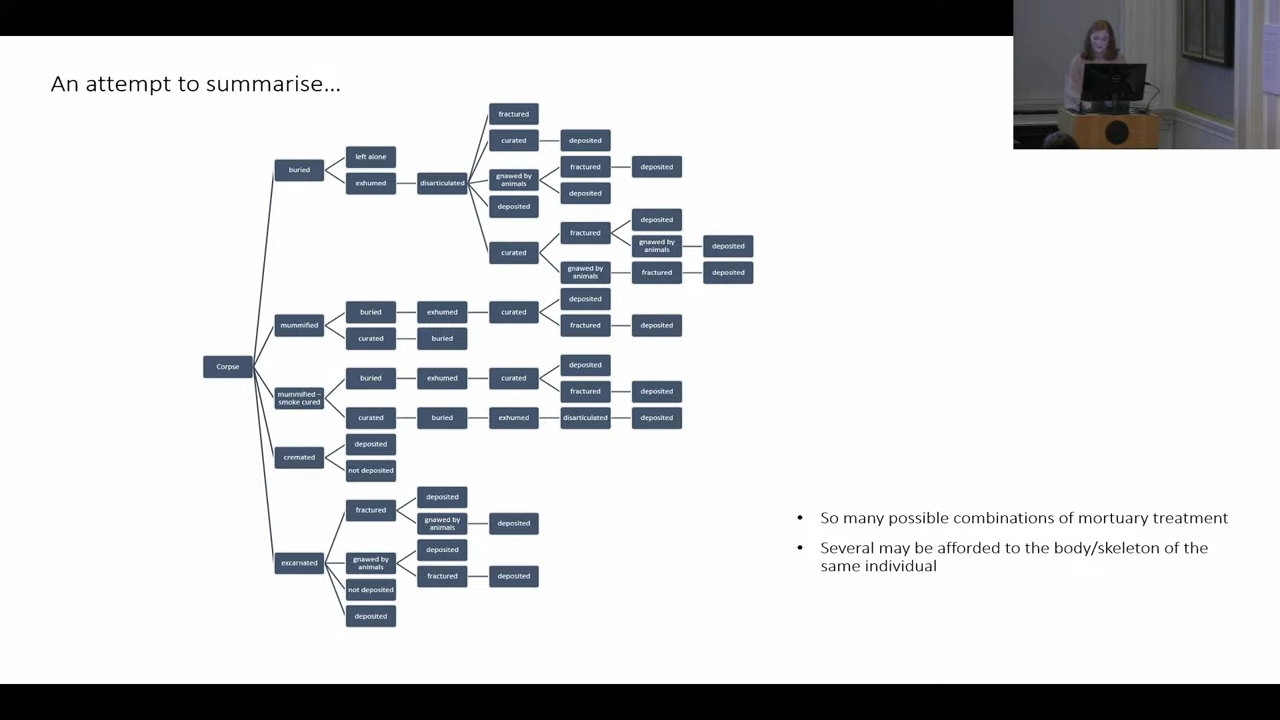 An attempt to summarise...
fractured
curated
deposited
left alone
buried
fractured
deposited
gnawed by
animals
exhumed
disarticulated
deposited
deposited
deposited
fractured
gnawed by
animals
deposited
curated
gnawed by
animals
fractured
deposited
deposited
buried
exhumed
curated
mummified
fractured
deposited
curated
buried
Corpse
deposited
buried
exhumed
curated
mummified –
smoke cured
fractured
deposited
curated
buried
exhumed
disarticulated
deposited
deposited
cremated
not deposited
deposited
fractured
gnawed by
animals
deposited
deposited
excarnated
gnawed by
animals
fractured
deposited
not deposited
deposited
• So many possible combinations of mortuary treatment
• Several may be afforded to the body/skeleton of the
same individual